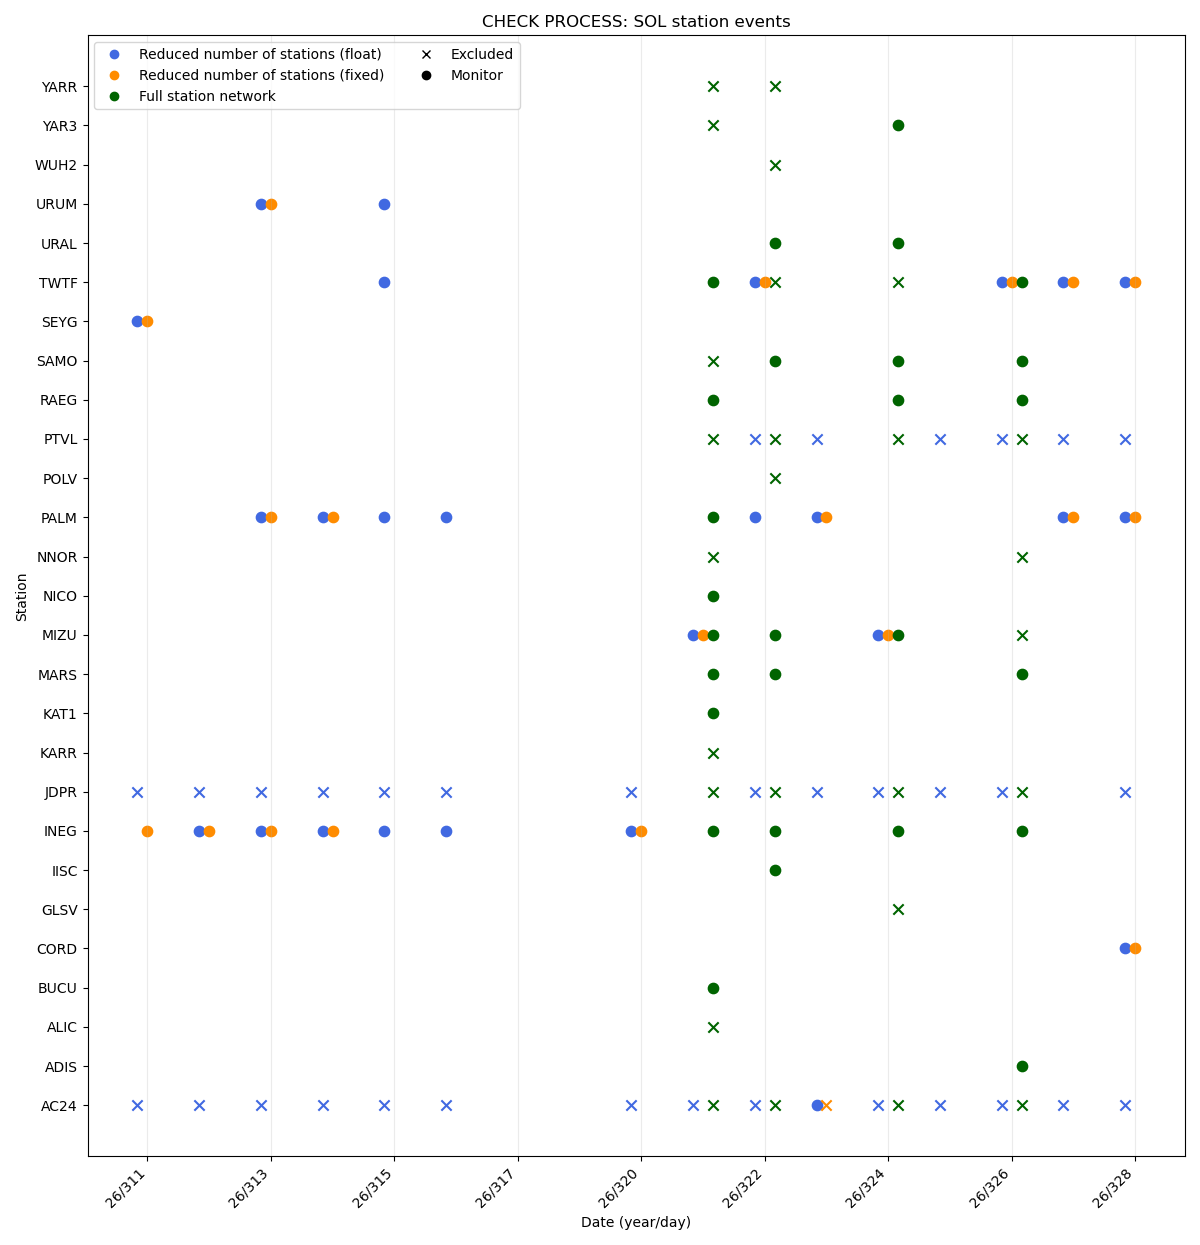 CHECK PROCESS: SOL station events
Reduced number of stations (float)
Reduced number of stations (fixed)
Full station network
Excluded
Monitor
Station
YARR
YAR3
WUH2
URUM
URAL
TWTF
SEYG
SAMO
RAEG
PTVL
POLV
PALM
NNOR
NICO
MIZU
MARS
KAT1
KARR
JDPR
INEG
IISC
GLSV
CORD
BUCU
ALIC
ADIS
AC24
26/311
26/313
26/315
26/317
26/320
26/322
26/324
26/326
26/328
Date (year/day)